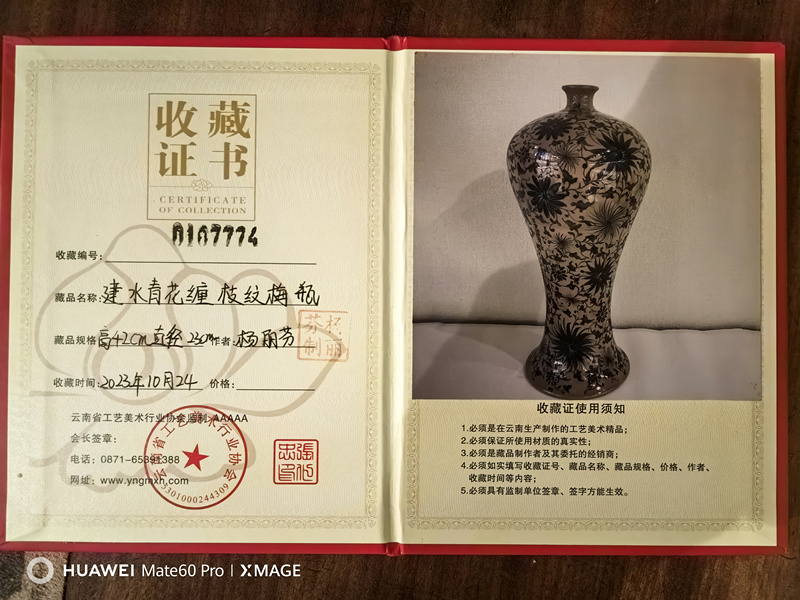 收藏
证书
CERTIFICATE
OF COLLECTION
0107774
收藏编号:
藏品名称:建水青花缠枝纹梅瓶
藏品规格:高42cm直径23cm作者:杨丽芬
收藏时间:2023年10月24 价格:
云南省工艺美术行业协会监制:AAAAA
会长签章:
电话:0871-65391388
网址:www.yngmxh.com
5301000244309
收藏证使用须知
1.必须是在云南生产制作的工艺美术精品;
2.必须保证所使用材质的真实性;
3.必须是藏品制作者及其委托的经销商;
4.必须如实填写收藏证号、藏品名称、藏品规格、价格、作者、
收藏时间等内容;
5.必须具有监制单位签章、签字方能生效。
HUAWEI Mate60 Pro | XMAGE